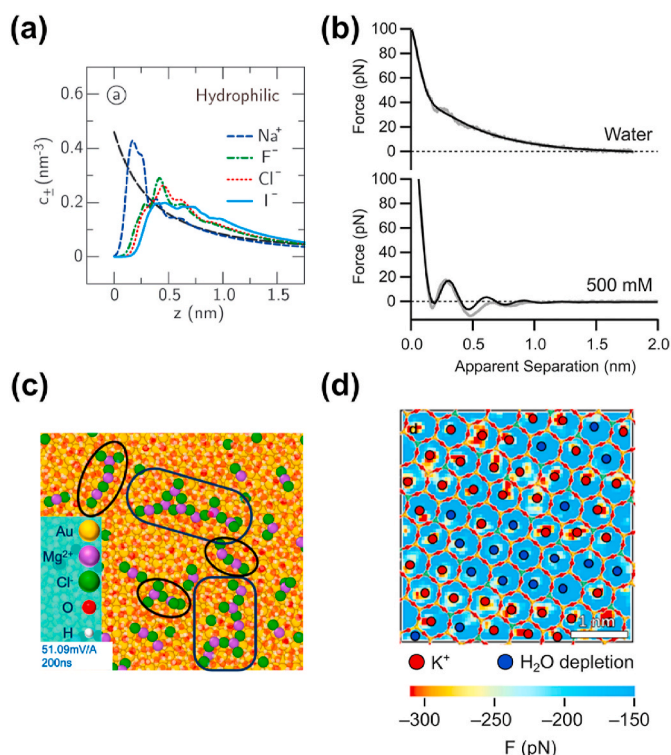 (a)
0.6
0.4
0.2
0
c± (nm⁻³)
a
Hydrophilic
Na⁺
F⁻
Cl⁻
I⁻
0
0.5
1
1.5
z (nm)
(b)
100
80
60
40
20
0
Force (pN)
Water
100
80
60
40
20
0
Force (pN)
500 mM
0.0
0.5
1.0
1.5
2.0
Apparent Separation (nm)
(c)
Au
Mg²⁺
Cl⁻
O
H
51.09mV/A
200ns
(d)
d
1 nm
K⁺
H₂O depletion
–300
–250
–200
–150
F (pN)